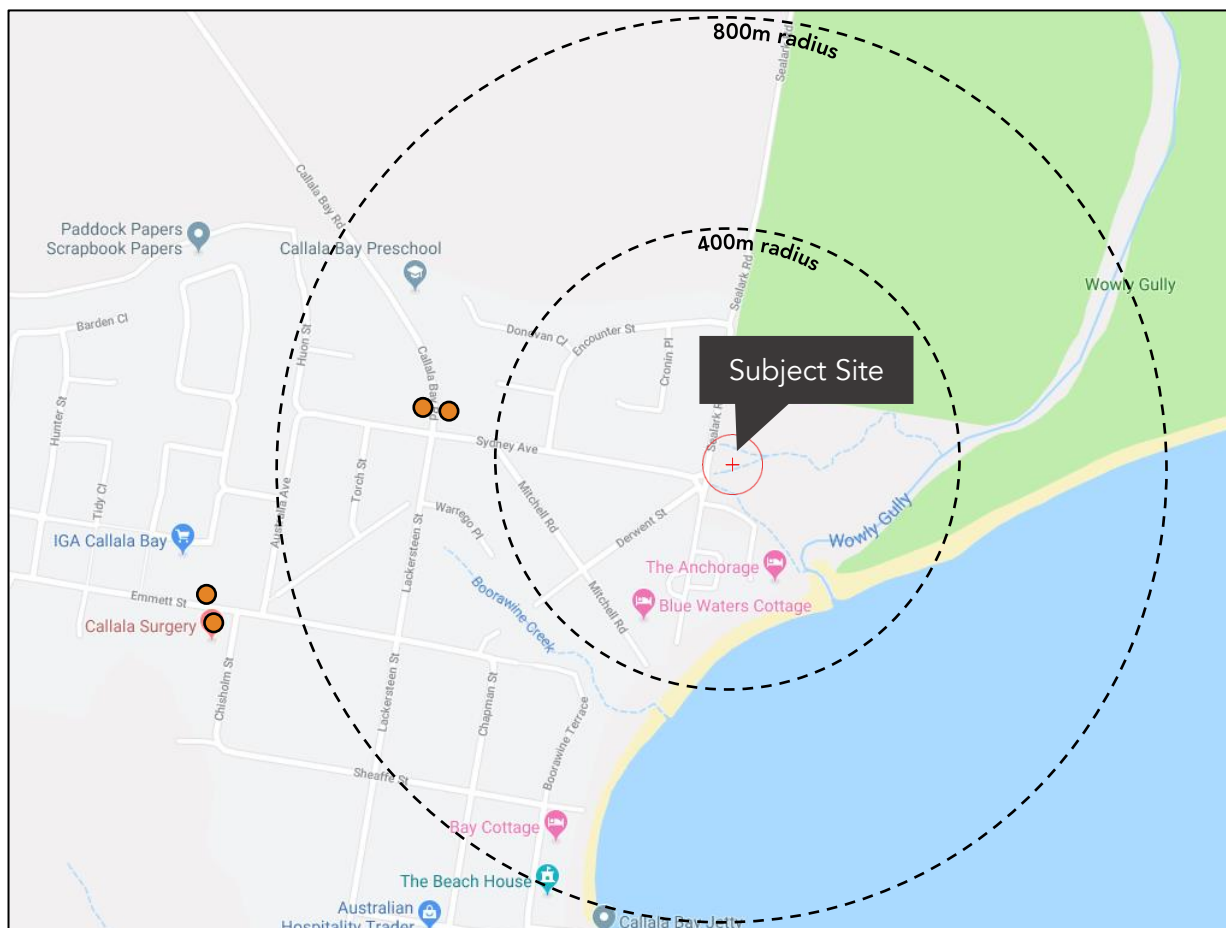 800m radius
Sealark Rd
Callala Bay Rd
Paddock Papers
Scrapbook Papers
Callala Bay Preschool
400m radius
Sealark Rd
Wowly Gully
Barden Cl
Huon St
Donovan Cl
Encounter St
Cronin Pl
Callala Bay Rd
Subject Site
Hunter St
Sealark Rd
Sydney Ave
Torch St
Tidy Cl
Australia Ave
Mitchell Rd
Warrego Pl
Derwent St
Wowly Gully
IGA Callala Bay
Lackersteen St
The Anchorage
Boorawine Creek
Mitchell Rd
Blue Waters Cottage
Emmett St
Callala Surgery
Chisholm St
Lackersteen St
Chapman St
Boorawine Terrace
Sheaffe St
Bay Cottage
The Beach House
Australian
Hospitality Trader
Callala Bay Jetty